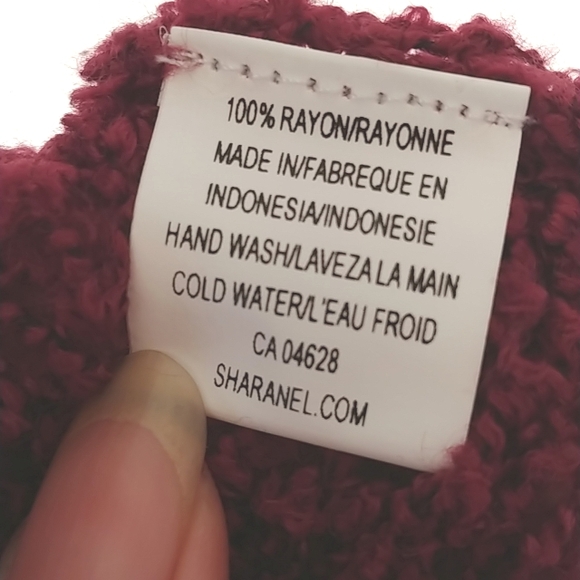 100% RAYON/RAYONNE
MADE IN/FABREQUE EN
INDONESIA/INDONESIE
HAND WASH/LAVEZA LA MAIN
COLD WATER/L'EAU FROID
CA 04628
SHARANEL.COM